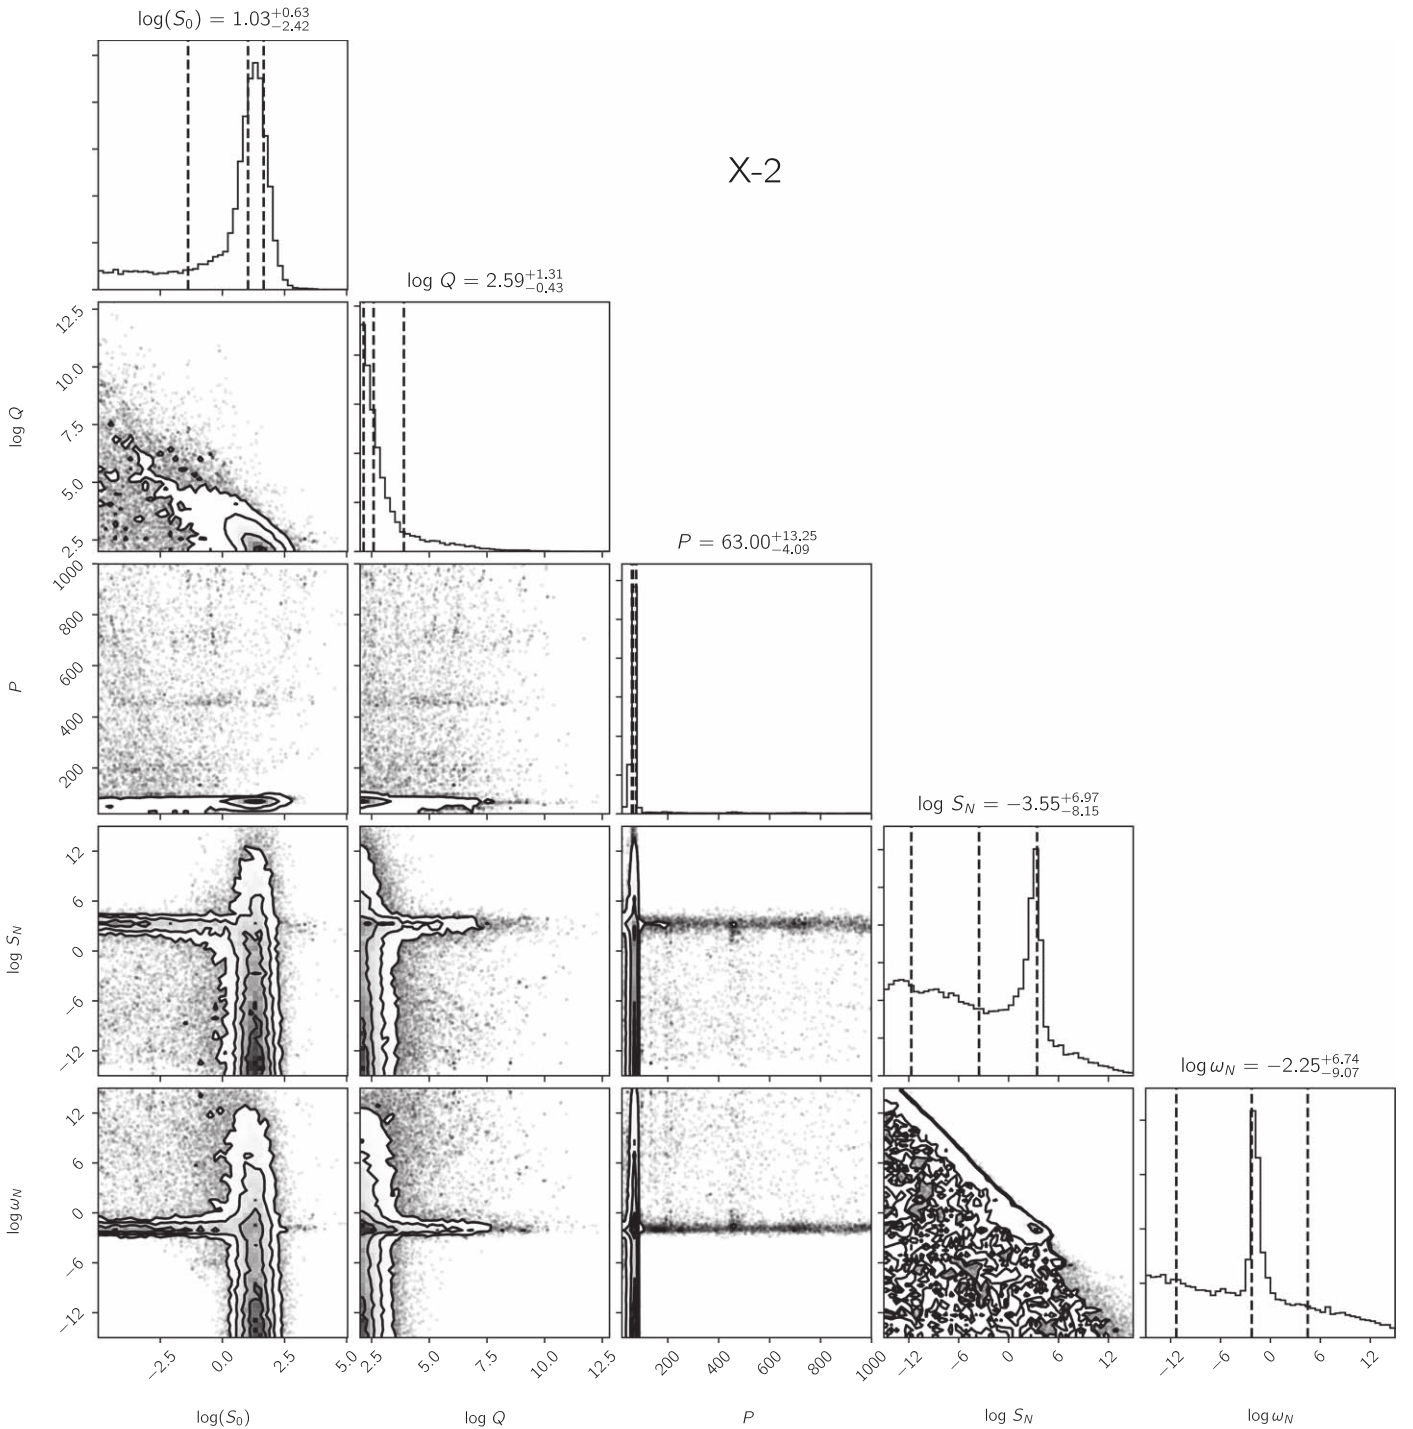 log(S₀) = 1.03⁺⁰·⁶³₋₂.₄₂
X-2
log Q = 2.59⁺¹·³¹₋₀.₄₃
12.5
10.0
7.5
5.0
2.5
log Q
P = 63.00⁺¹³·²⁵₋₄.₀₉
1000
800
600
400
200
P
log S_N = −3.55⁺⁶·⁹⁷₋₈.₁₅
12
6
0
−6
−12
log S_N
log ω_N = −2.25⁺⁶·⁷⁴₋₉.₀₇
12
6
0
−6
−12
log ω_N
−2.5 0.0 2.5 5.0 2.5 5.0 7.5 10.0 12.5 200 400 600 800 1000 −12 −6 0 6 12 −12 −6 0 6 12
log(S₀) log Q P log S_N log ω_N